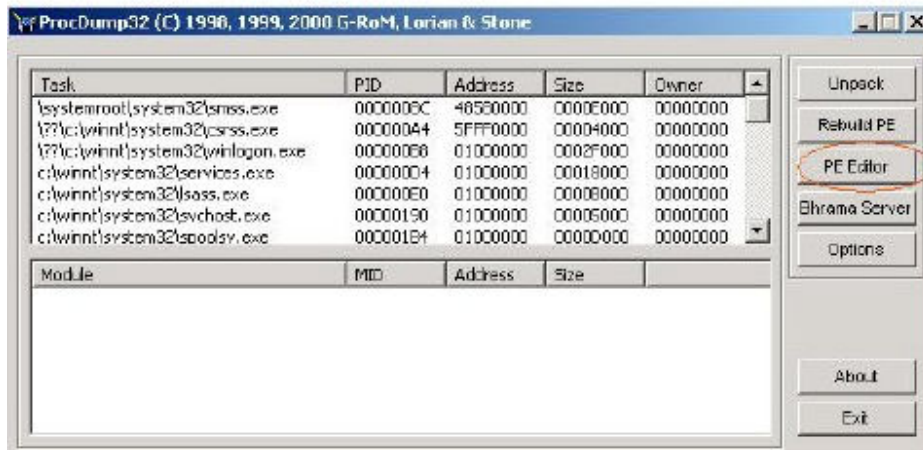 ProcDump32 (C) 1998, 1999, 2000 G-RoM, Lorian & Stone
Task PID Address Size Owner
\systemroot\system32\smss.exe 000000BC 485B0000 0000E000 00000000
\??\c:\winnt\system32\csrss.exe 000000A4 5FFF0000 00004000 00000000
\??\c:\winnt\system32\winlogon.exe 000000B8 01000000 0002F000 00000000
c:\winnt\system32\services.exe 000000D4 01000000 00018000 00000000
c:\winnt\system32\lsass.exe 000000E0 01000000 0000B000 00000000
c:\winnt\system32\svchost.exe 00000190 01000000 00005000 00000000
c:\winnt\system32\spoolsv.exe 000001B4 01000000 0000D000 00000000
Module MID Address Size
Unpack
Rebuild PE
PE Editor
Bhrama Server
Options
About
Exit